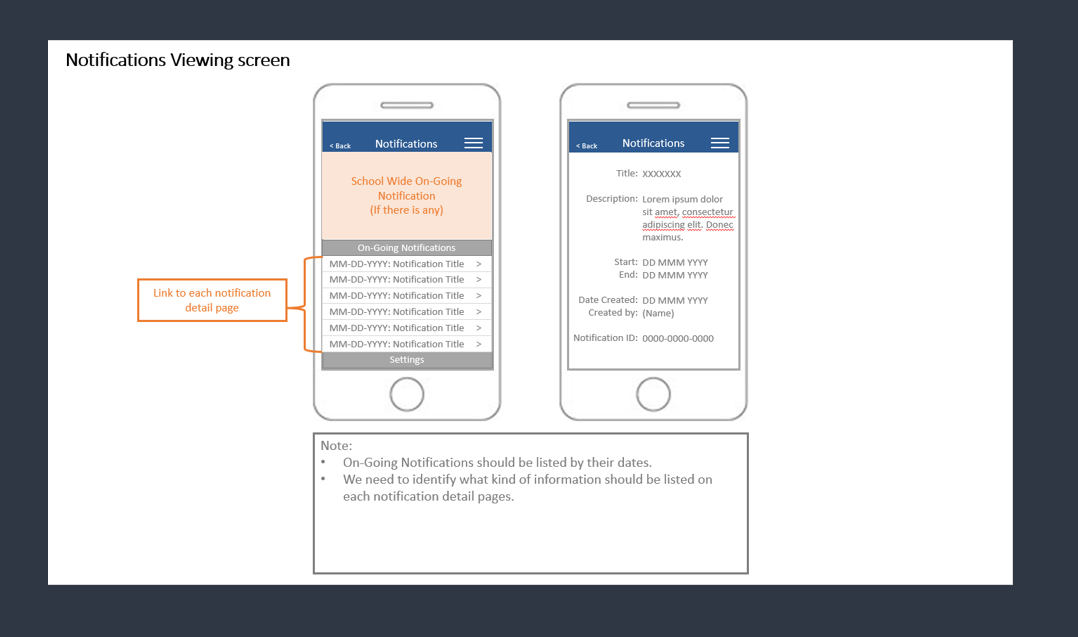 Notifications Viewing screen
< Back Notifications
School Wide On-Going
Notification
(If there is any)
On-Going Notifications
MM-DD-YYYY: Notification Title >
MM-DD-YYYY: Notification Title >
MM-DD-YYYY: Notification Title >
MM-DD-YYYY: Notification Title >
MM-DD-YYYY: Notification Title >
MM-DD-YYYY: Notification Title >
Settings
Link to each notification
detail page
< Back Notifications
Title: XXXXXXX
Description: Lorem ipsum dolor
sit amet, consectetur
adipiscing elit. Donec
maximus.
Start: DD MMM YYYY
End: DD MMM YYYY
Date Created: DD MMM YYYY
Created by: (Name)
Notification ID: 0000-0000-0000
Note:
• On-Going Notifications should be listed by their dates.
• We need to identify what kind of information should be listed on
each notification detail pages.